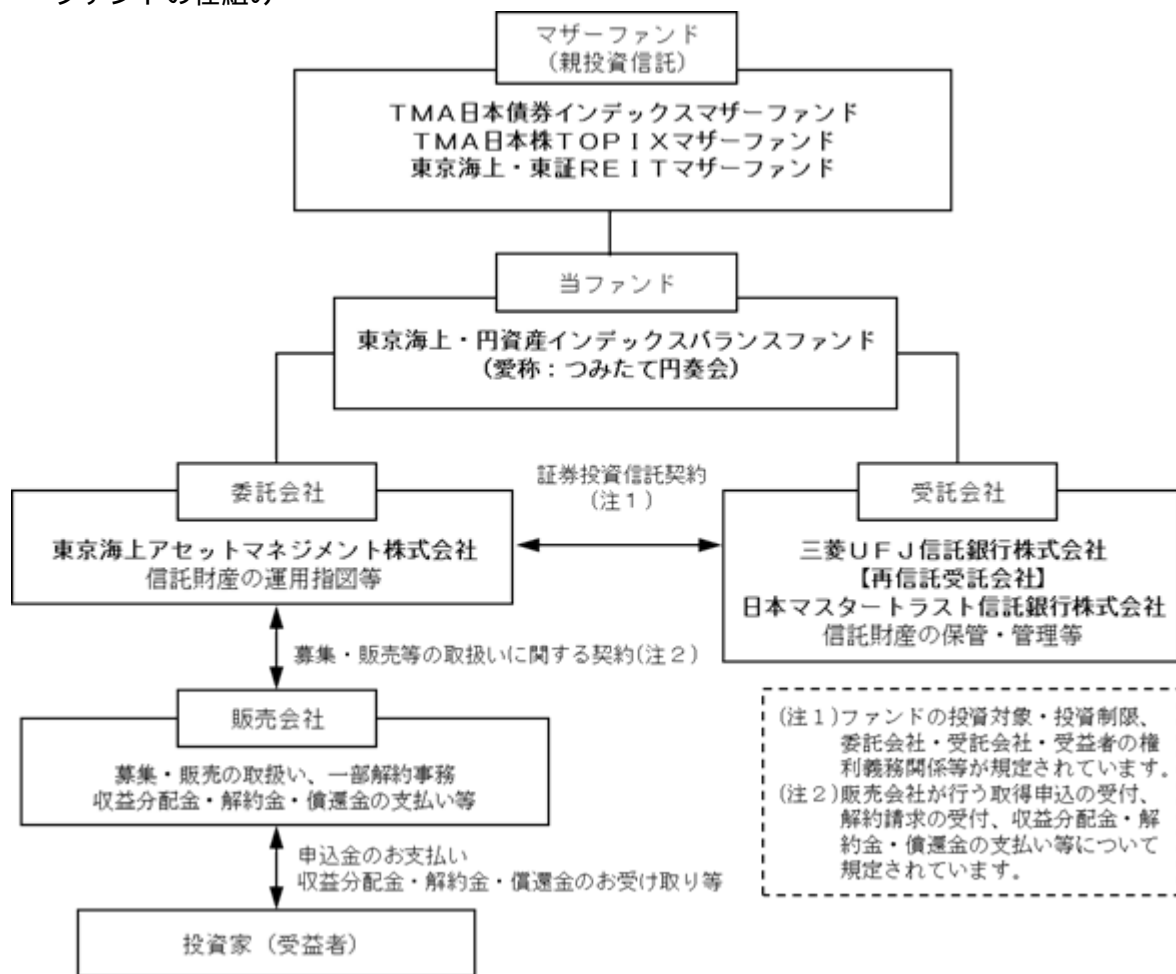 ファンドの仕組み
マザーファンド
(親投資信託)
TMA日本債券インデックスマザーファンド
TMA日本株TOPIXマザーファンド
東京海上・東証REITマザーファンド
当ファンド
東京海上・円資産インデックスバランスファンド
(愛称:つみたて円奏会)
委託会社
東京海上アセットマネジメント株式会社
信託財産の運用指図等
証券投資信託契約
(注1)
受託会社
三菱UFJ信託銀行株式会社
【再信託受託会社】
日本マスタートラスト信託銀行株式会社
信託財産の保管・管理等
募集・販売等の取扱いに関する契約(注2)
販売会社
募集・販売の取扱い、一部解約事務
収益分配金・解約金・償還金の支払い等
申込金のお支払い
収益分配金・解約金・償還金のお受け取り等
投資家(受益者)
(注1)ファンドの投資対象・投資制限、
委託会社・受託会社・受益者の権
利義務関係等が規定されています。
(注2)販売会社が行う取得申込の受付、
解約請求の受付、収益分配金・解
約金・償還金の支払い等について
規定されています。